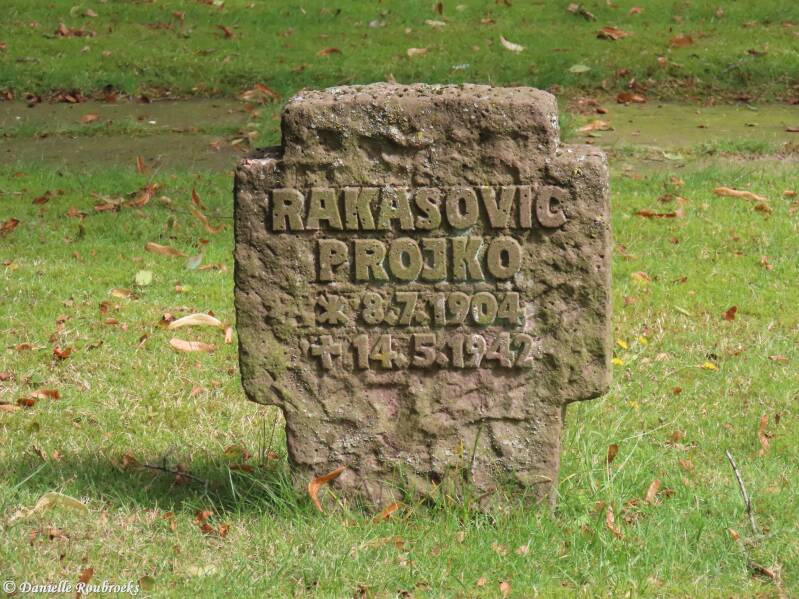 RAKASOVIC
PROJKO
* 8.7.1904
✝ 14.5.1942
© Danielle Roubroeks